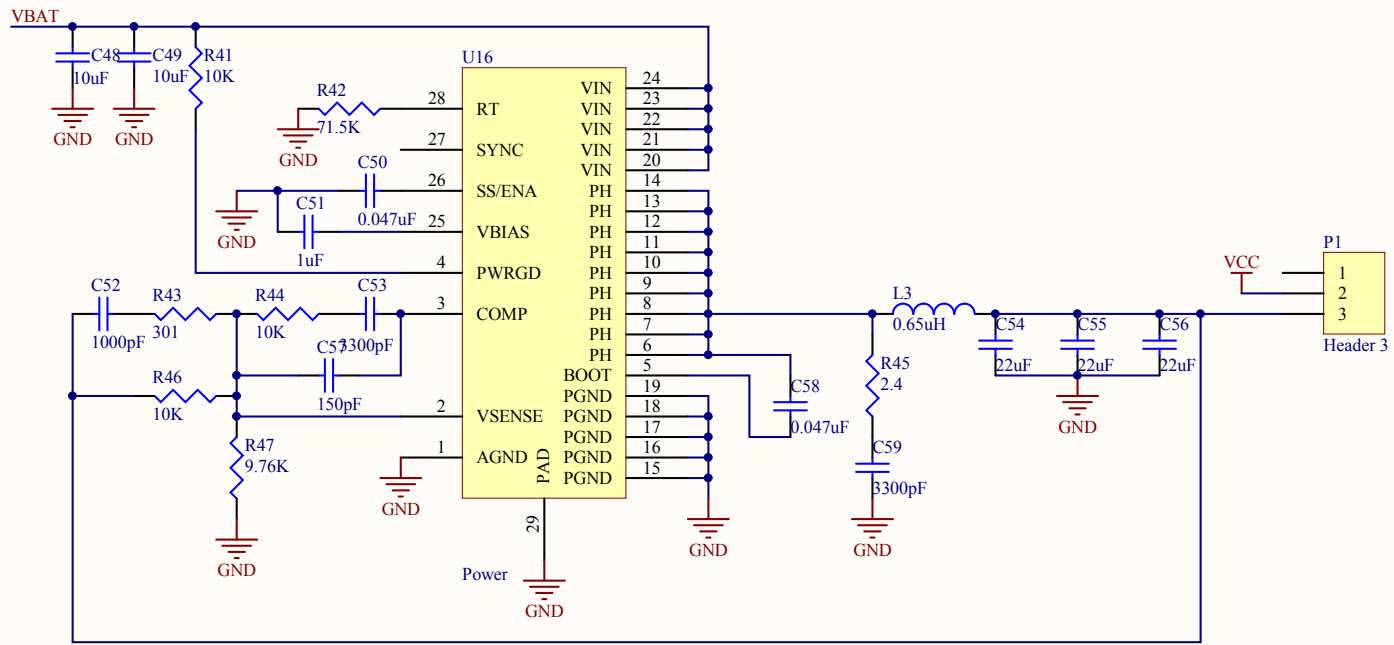 VBAT
C48
10uF
GND
C49
10uF
GND
R41
10K
U16
R42
71.5K
GND
28
RT
27
SYNC
C50
0.047uF
26
SS/ENA
GND
C51
1uF
25
VBIAS
4
PWRGD
C52
1000pF
R43
301
R44
10K
C53
3300pF
3
COMP
C57
150pF
R46
10K
2
VSENSE
R47
9.76K
GND
1
AGND
GND
PAD
29
GND
Power
VIN
24
VIN
23
VIN
22
VIN
21
VIN
20
PH
14
PH
13
PH
12
PH
11
PH
10
PH
9
PH
8
PH
7
PH
6
BOOT
5
PGND
19
PGND
18
PGND
17
PGND
16
PGND
15
GND
C58
0.047uF
R45
2.4
C59
3300pF
GND
L3
0.65uH
C54
22uF
C55
22uF
C56
22uF
GND
VCC
P1
1
2
3
Header 3